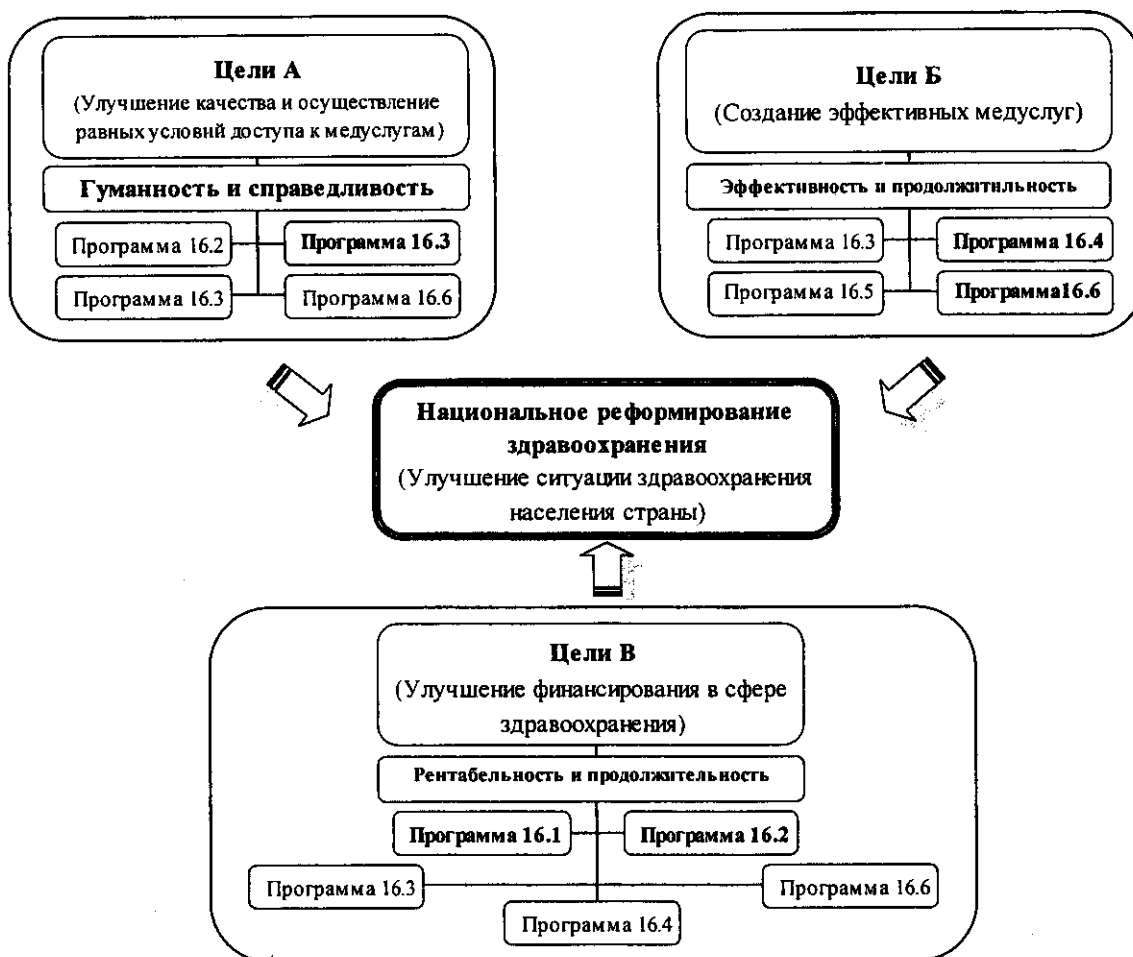 Цели А
(Улучшение качества и осуществление
равных условий доступа к медуслугам)
Гуманность и справедливость
Программа 16.2
Программа 16.3
Программа 16.3
Программа 16.6
Цели Б
(Создание эффективных медуслуг)
Эффективность и продолжитильность
Программа 16.3
Программа 16.4
Программа 16.5
Программа16.6
Национальное реформирование
здравоохранения
(Улучшение ситуации здравоохранения
населения страны)
Цели В
(Улучшение финансирования в сфере
здравоохранения)
Рентабельность и продолжительность
Программа 16.1
Программа 16.2
Программа 16.3
Программа 16.6
Программа 16.4